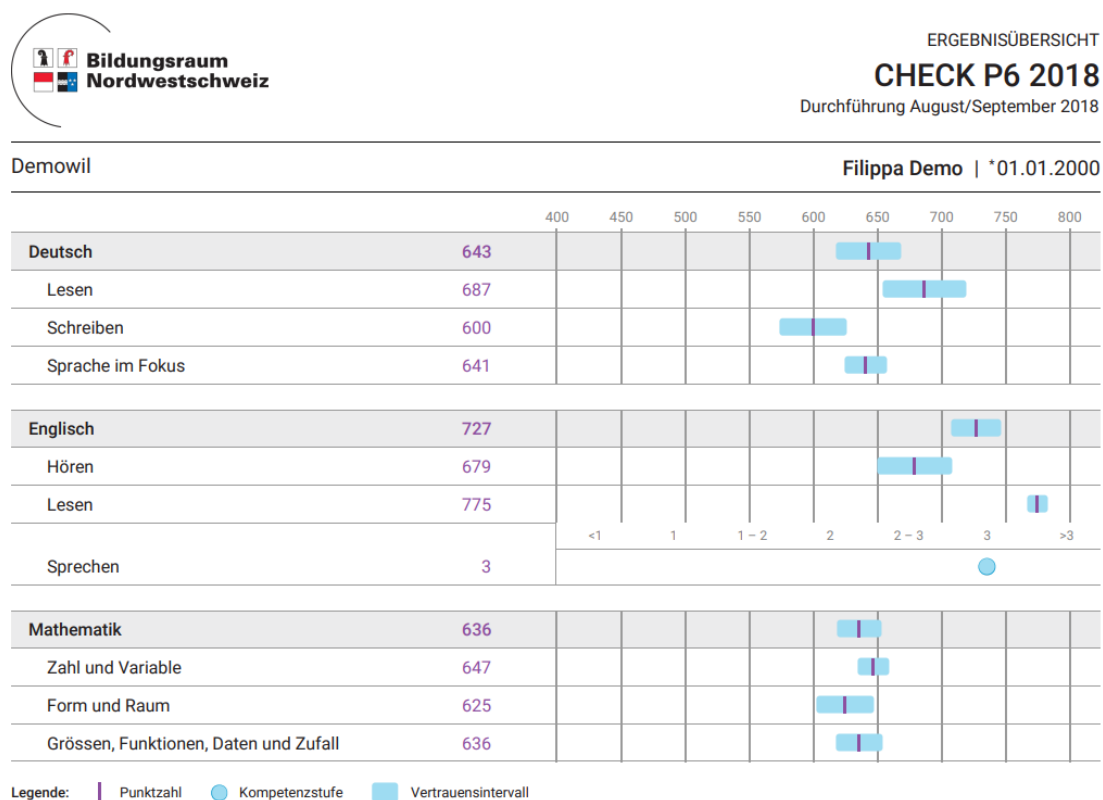 Bildungsraum
Nordwestschweiz
ERGEBNISÜBERSICHT
CHECK P6 2018
Durchführung August/September 2018
Demowil
Filippa Demo | *01.01.2000
400 450 500 550 600 650 700 750 800
Deutsch 643
Lesen 687
Schreiben 600
Sprache im Fokus 641
Englisch 727
Hören 679
Lesen 775
<1 1 1 – 2 2 2 – 3 3 >3
Sprechen 3
Mathematik 636
Zahl und Variable 647
Form und Raum 625
Grössen, Funktionen, Daten und Zufall 636
Legende: Punktzahl Kompetenzstufe Vertrauensintervall